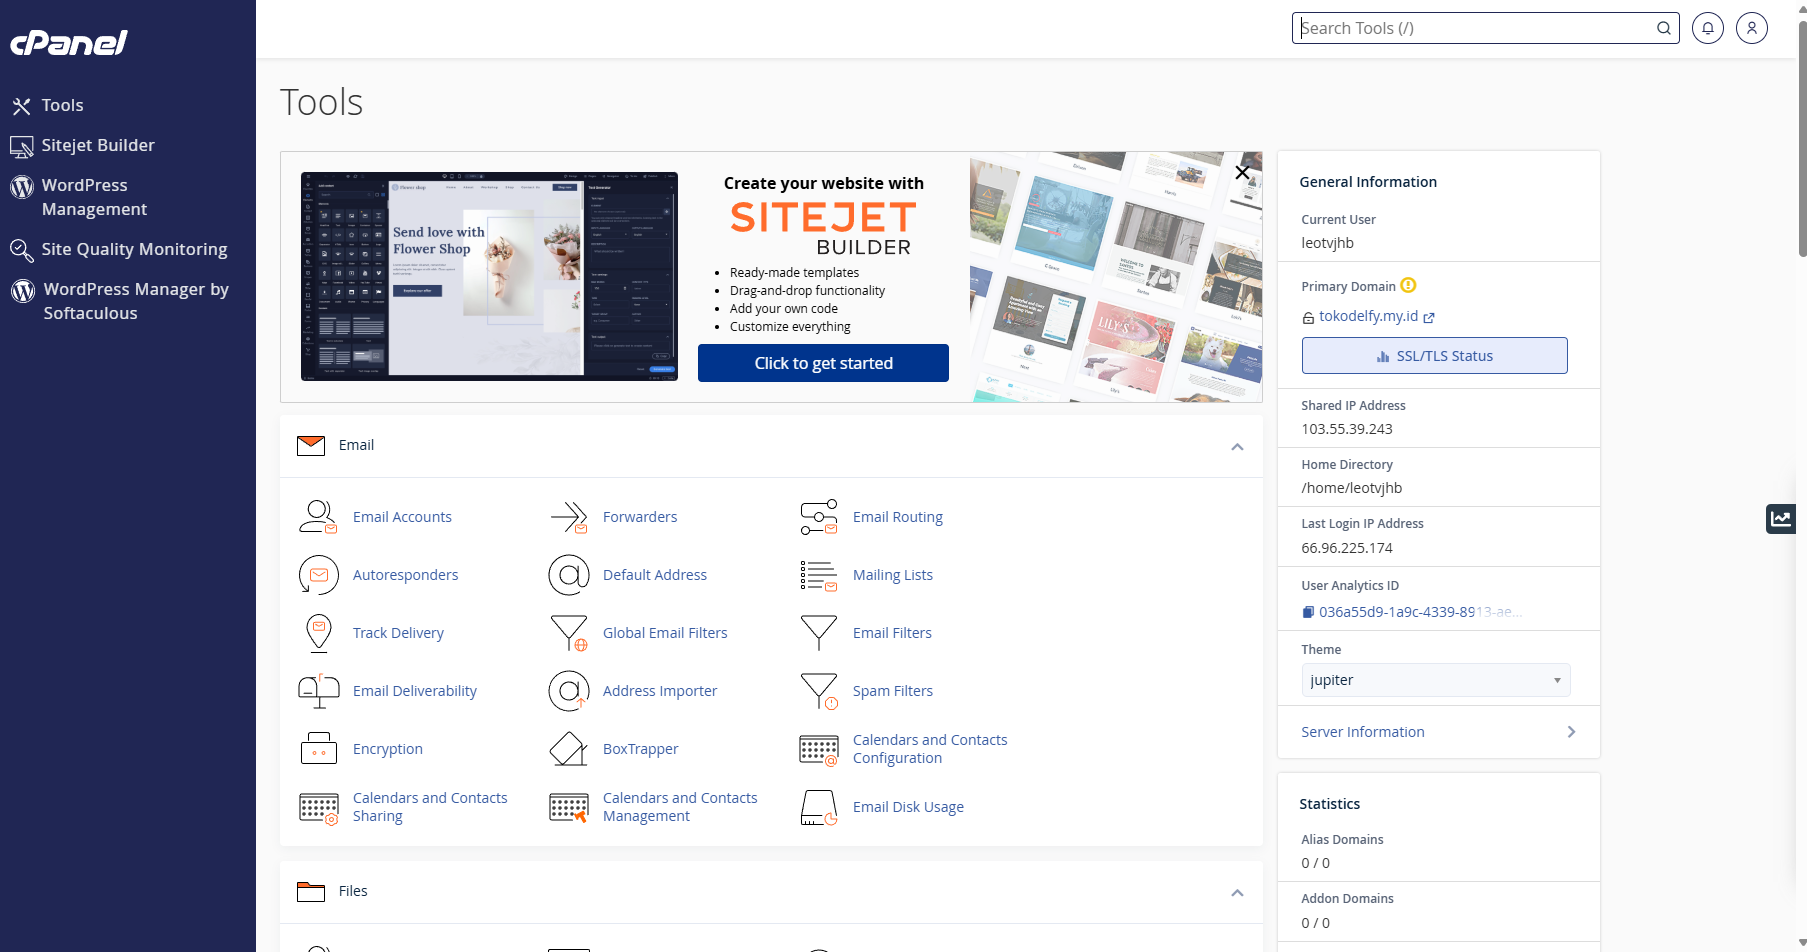 cPanel
Search Tools (/)
Tools
Sitejet Builder
WordPress
Management
Site Quality Monitoring
WordPress Manager by
Softaculous
Tools
Send love with
Flower Shop
Create your website with
SITEJET
BUILDER
Ready-made templates
Drag-and-drop functionality
Add your own code
Customize everything
Click to get started
LILY'S
Email
Email Accounts
Forwarders
Email Routing
Autoresponders
Default Address
Mailing Lists
Track Delivery
Global Email Filters
Email Filters
Email Deliverability
Address Importer
Spam Filters
Encryption
BoxTrapper
Calendars and Contacts
Configuration
Calendars and Contacts
Sharing
Calendars and Contacts
Management
Email Disk Usage
Files
General Information
Current User
leotvjhb
Primary Domain
tokodelfy.my.id
SSL/TLS Status
Shared IP Address
103.55.39.243
Home Directory
/home/leotvjhb
Last Login IP Address
66.96.225.174
User Analytics ID
036a55d9-1a9c-4339-8913-ae...
Theme
jupiter
Server Information
Statistics
Alias Domains
0 / 0
Addon Domains
0 / 0